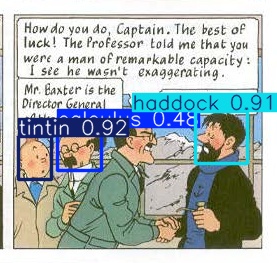 How do you do, Captain. The best of
luck! The Professor told me that you
were a man of remarkable capacity:
I see he wasn't exaggerating.
Mr. Baxter is the
Director General
haddock 0.91
calculus 0.48
tintin 0.92